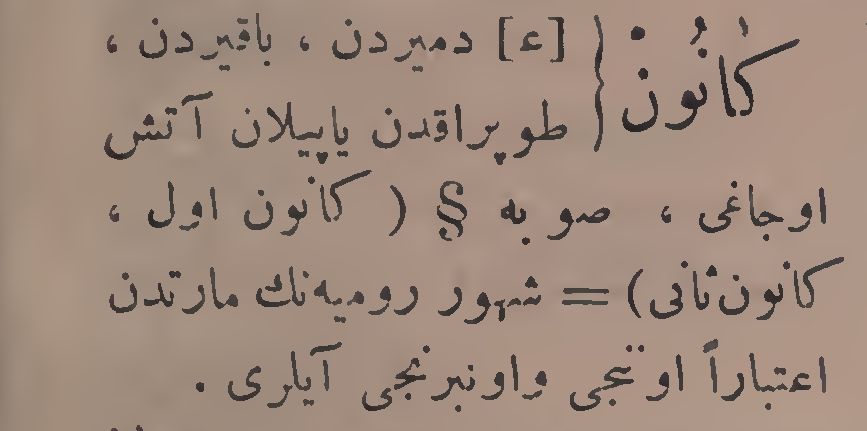 كانُونْ } [ع] دمیردن ، باقیردن ،
طوپراقدن یاپیلان آتش
اوجاغی ، صوبه § ( كانون اول ،
كانون‌ثانی) = شهور رومیه‌نك مارتدن
اعتباراً اوننجی واونبرنجی آیلری .